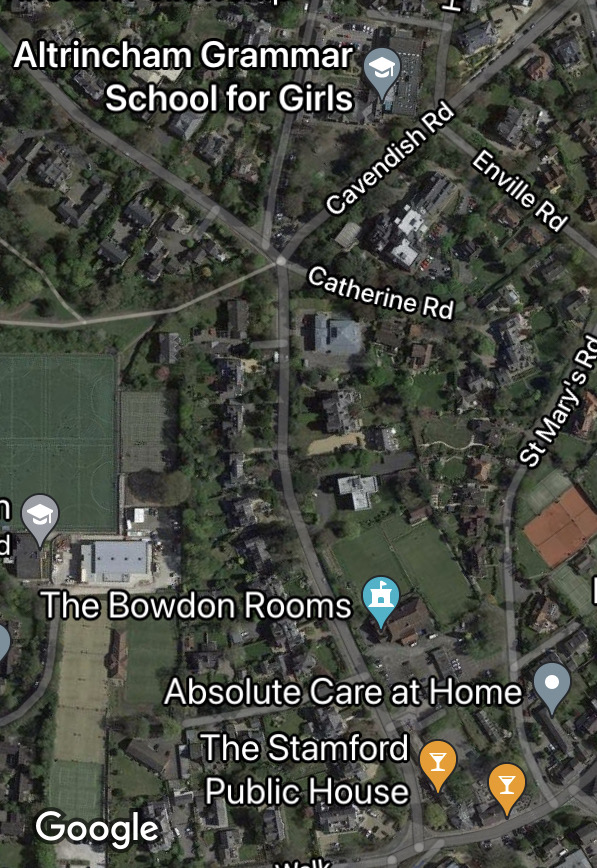 Altrincham Grammar
School for Girls
Cavendish Rd
Enville Rd
Catherine Rd
St Mary's Rd
The Bowdon Rooms
Absolute Care at Home
The Stamford
Public House
Google
Walk